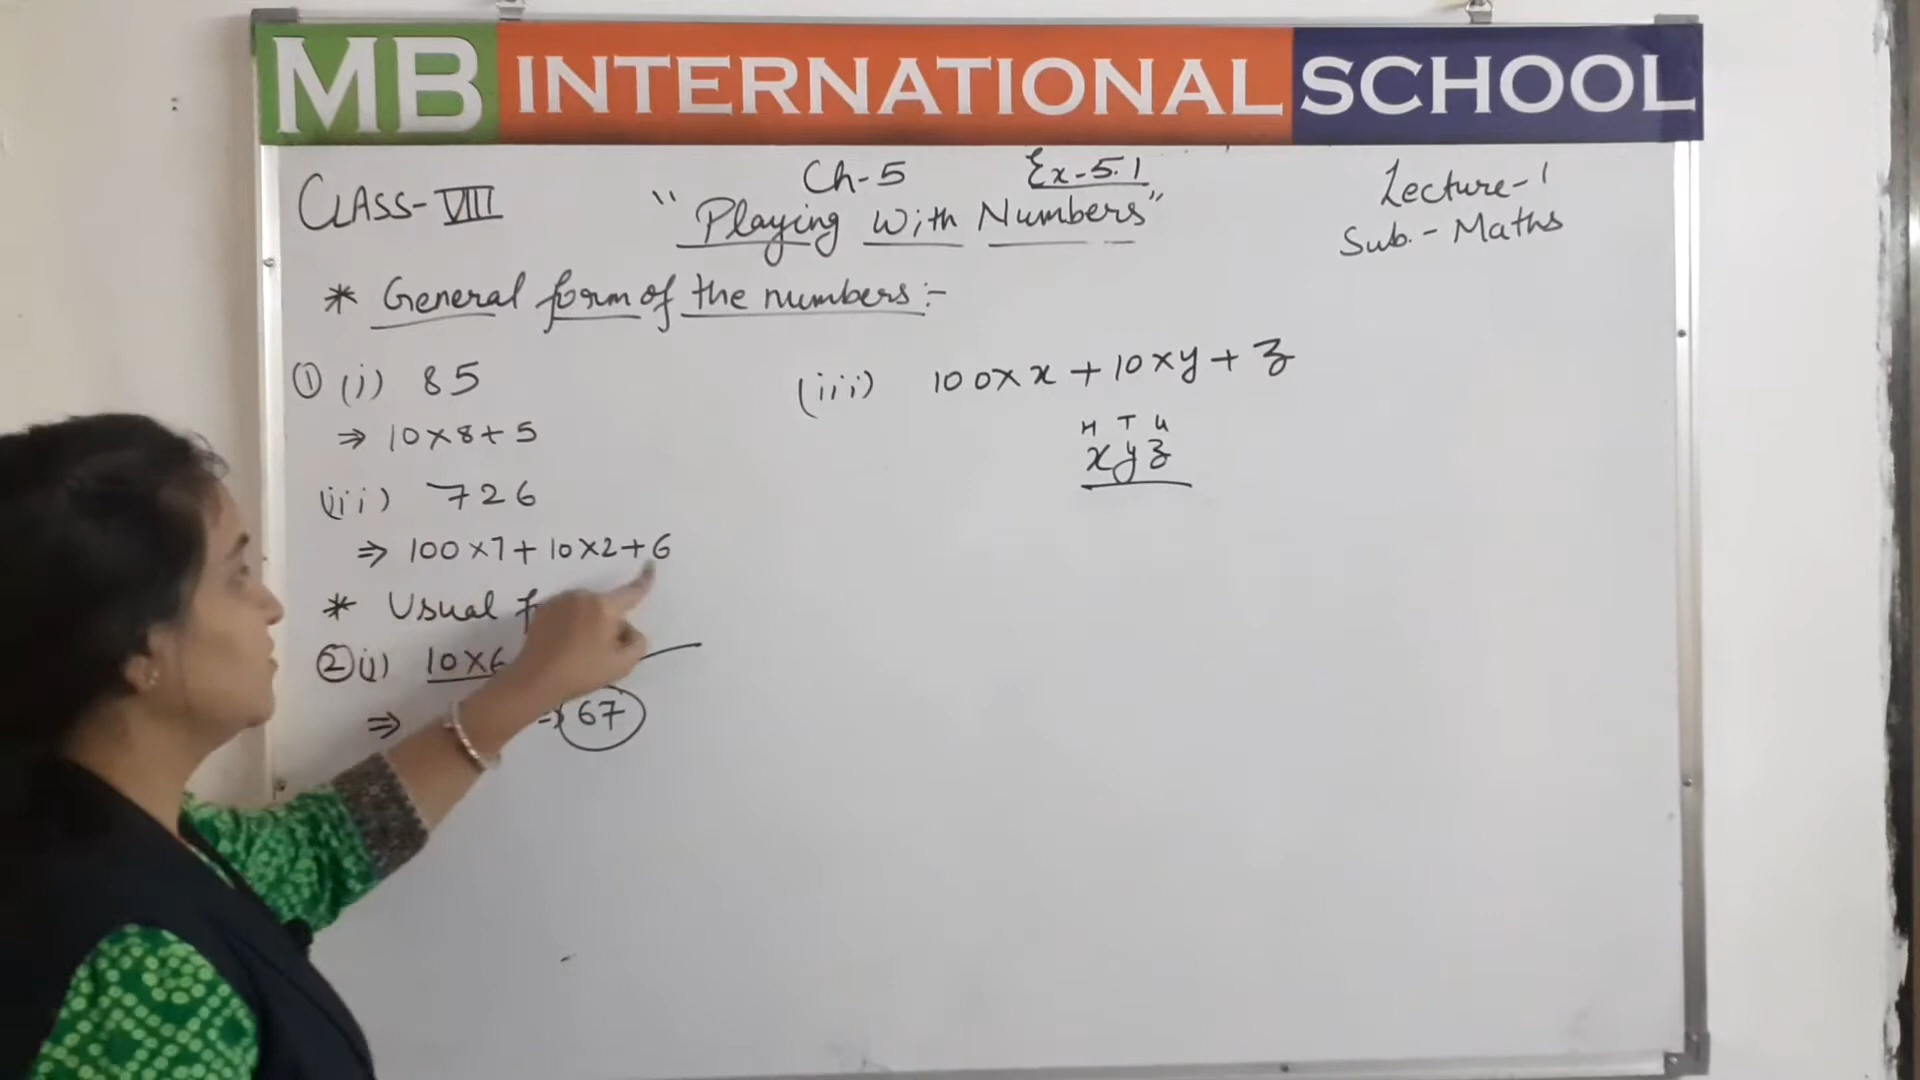 MB INTERNATIONAL SCHOOL
CLASS-VIII
Ch-5 Ex-5.1
"Playing With Numbers"
Lecture-1
Sub.- Maths
* General form of the numbers:-
① (i) 85
⇒ 10×8+5
(iii) 726
⇒ 100×7+10×2+6
* Usual f
② (i) 10×6
⇒ ⇒ 67
(iii) 100×x+10×y+z
H T U
x y z